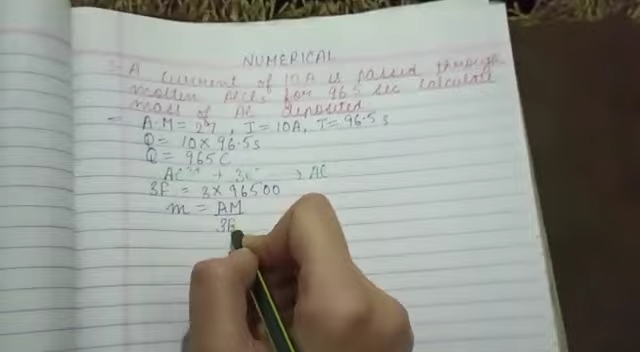 NUMERICAL
:- A current of 10A is passed through
molten AlCl3 for 96.5 sec calculate
mass of Al deposited
A.M = 27, I = 10A, T = 96.5 s
Q = 10 × 96.5s
Q = 965 C
Al + 3e → Al
3F = 3 × 96500
m = AM
3F